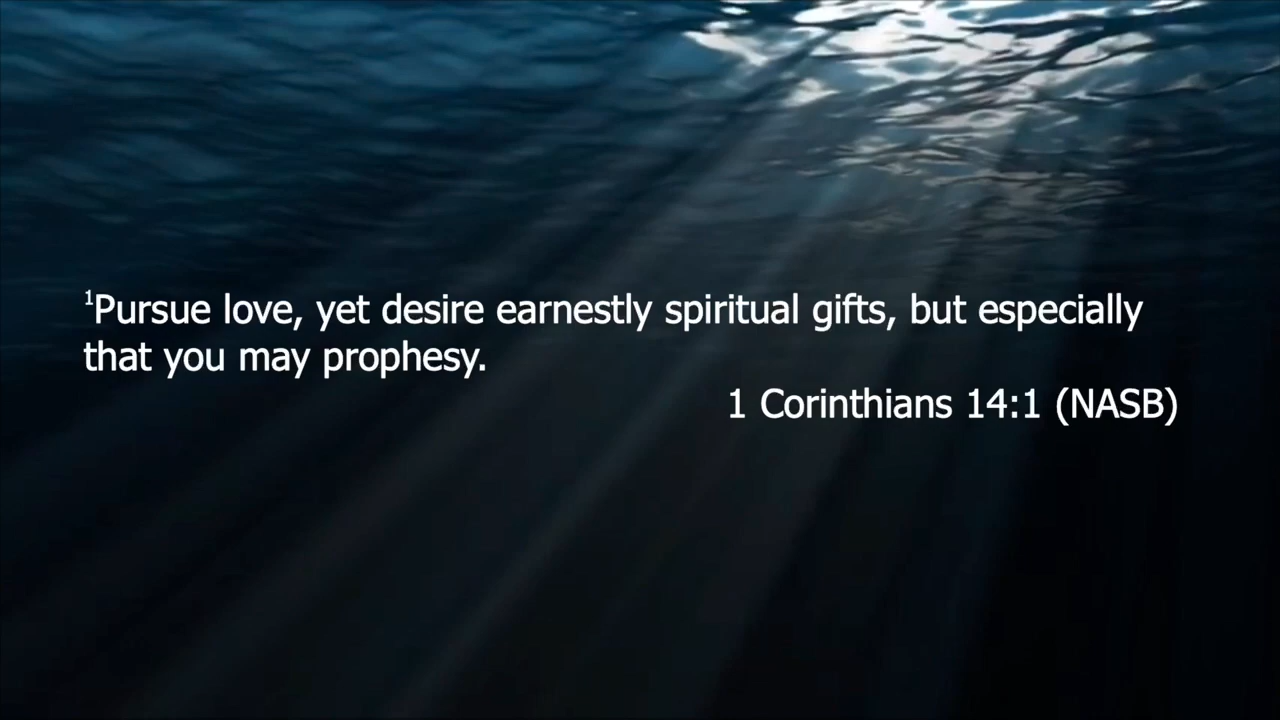 ¹Pursue love, yet desire earnestly spiritual gifts, but especially
that you may prophesy.
1 Corinthians 14:1 (NASB)